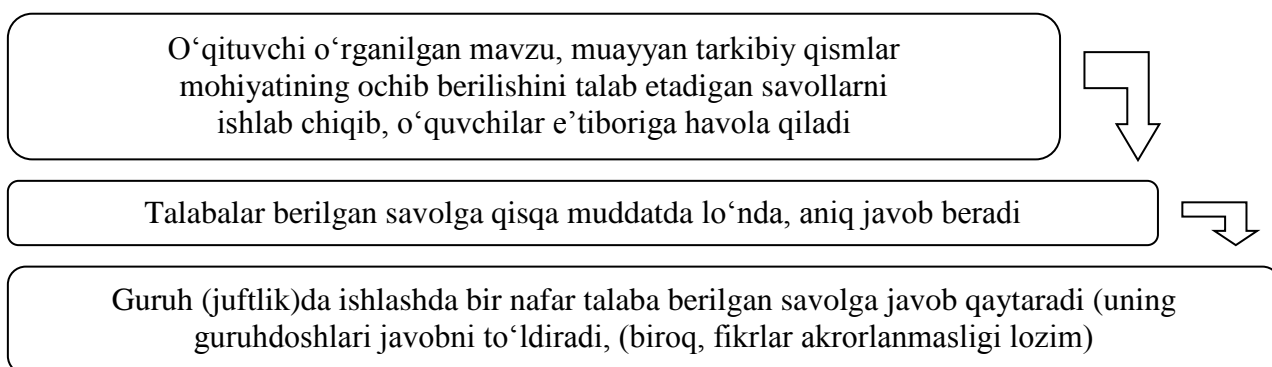 O‘qituvchi o‘rganilgan mavzu, muayyan tarkibiy qismlar
mohiyatining ochib berilishini talab etadigan savollarni
ishlab chiqib, o‘quvchilar e’tiboriga havola qiladi
Talabalar berilgan savolga qisqa muddatda lo‘nda, aniq javob beradi
Guruh (juftlik)da ishlashda bir nafar talaba berilgan savolga javob qaytaradi (uning
guruhdoshlari javobni to‘ldiradi, (biroq, fikrlar akrorlanmasligi lozim)